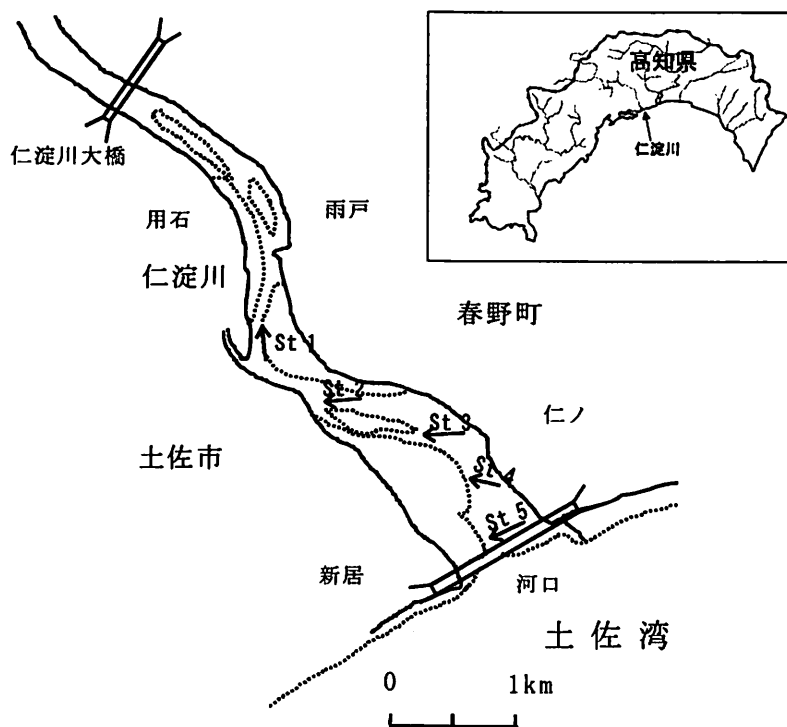 高知県
仁淀川
仁淀川大橋
用石
雨戸
仁淀川
春野町
St 1
St 2
St 3
仁ノ
土佐市
St 4
St 5
新居
河口
土佐湾
0 1km